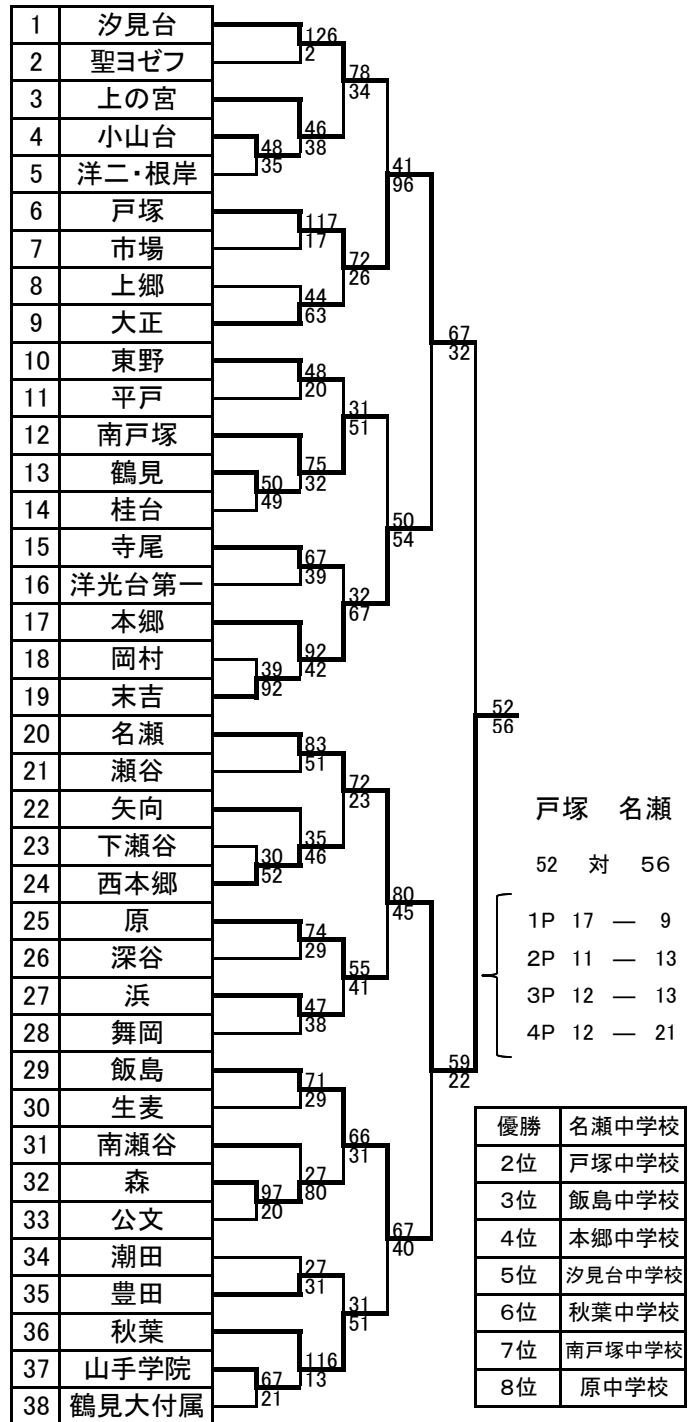 1 汐見台
2 聖ヨゼフ
3 上の宮
4 小山台
5 洋二・根岸
6 戸塚
7 市場
8 上郷
9 大正
10 東野
11 平戸
12 南戸塚
13 鶴見
14 桂台
15 寺尾
16 洋光台第一
17 本郷
18 岡村
19 末吉
20 名瀬
21 瀬谷
22 矢向
23 下瀬谷
24 西本郷
25 原
26 深谷
27 浜
28 舞岡
29 飯島
30 生麦
31 南瀬谷
32 森
33 公文
34 潮田
35 豊田
36 秋葉
37 山手学院
38 鶴見大付属
48
35
50
49
39
92
30
52
97
20
67
21
126
2
46
38
117
17
44
63
48
20
75
32
67
39
92
42
83
51
35
46
74
29
47
38
71
29
27
80
27
31
116
13
78
34
72
26
31
51
32
67
72
23
55
41
66
31
31
51
41
96
50
54
80
45
67
40
67
32
59
22
52
56
戸塚 名瀬
52 対 56
1P 17 ― 9
2P 11 ― 13
3P 12 ― 13
4P 12 ― 21
優勝 名瀬中学校
2位 戸塚中学校
3位 飯島中学校
4位 本郷中学校
5位 汐見台中学校
6位 秋葉中学校
7位 南戸塚中学校
8位 原中学校